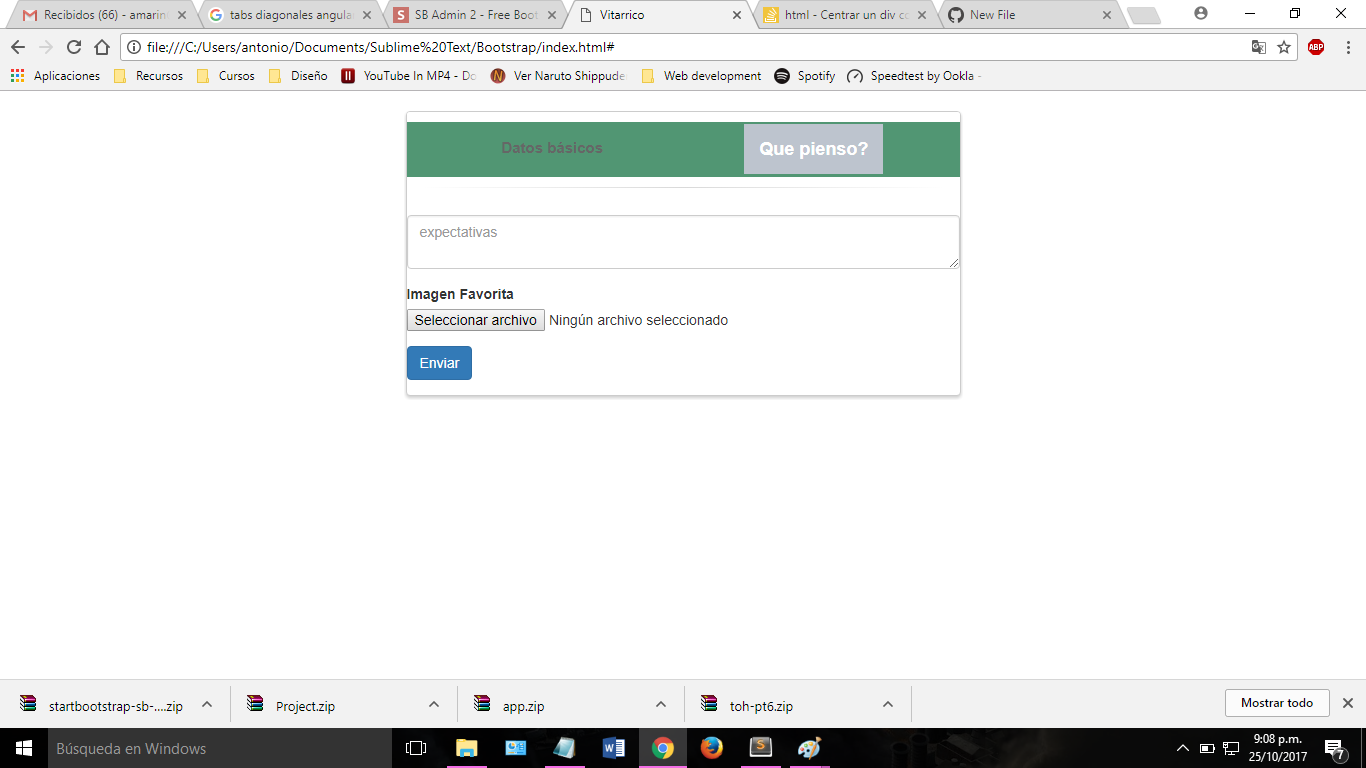 Recibidos (66) - amarin
tabs diagonales angula
SB Admin 2 - Free Boot
Vitarrico
html - Centrar un div co
New File
file:///C:/Users/antonio/Documents/Sublime%20Text/Bootstrap/index.html#
ABP
Aplicaciones
Recursos
Cursos
Diseño
YouTube In MP4 - Do
Ver Naruto Shippude
Web development
Spotify
Speedtest by Ookla -
Datos básicos
Que pienso?
expectativas
Imagen Favorita
Seleccionar archivo Ningún archivo seleccionado
Enviar
startbootstrap-sb-....zip
Project.zip
app.zip
toh-pt6.zip
Mostrar todo
Búsqueda en Windows
9:08 p.m.
25/10/2017
7